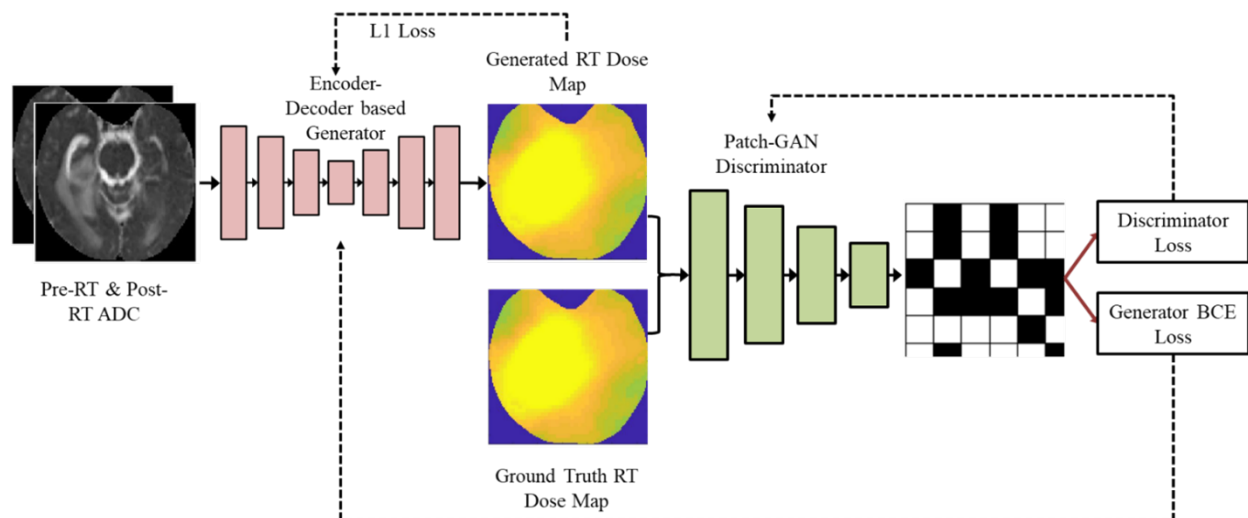 L1 Loss
Generated RT Dose
Map
Encoder-
Decoder based
Generator
Patch-GAN
Discriminator
Discriminator
Loss
Pre-RT & Post-
RT ADC
Generator BCE
Loss
Ground Truth RT
Dose Map